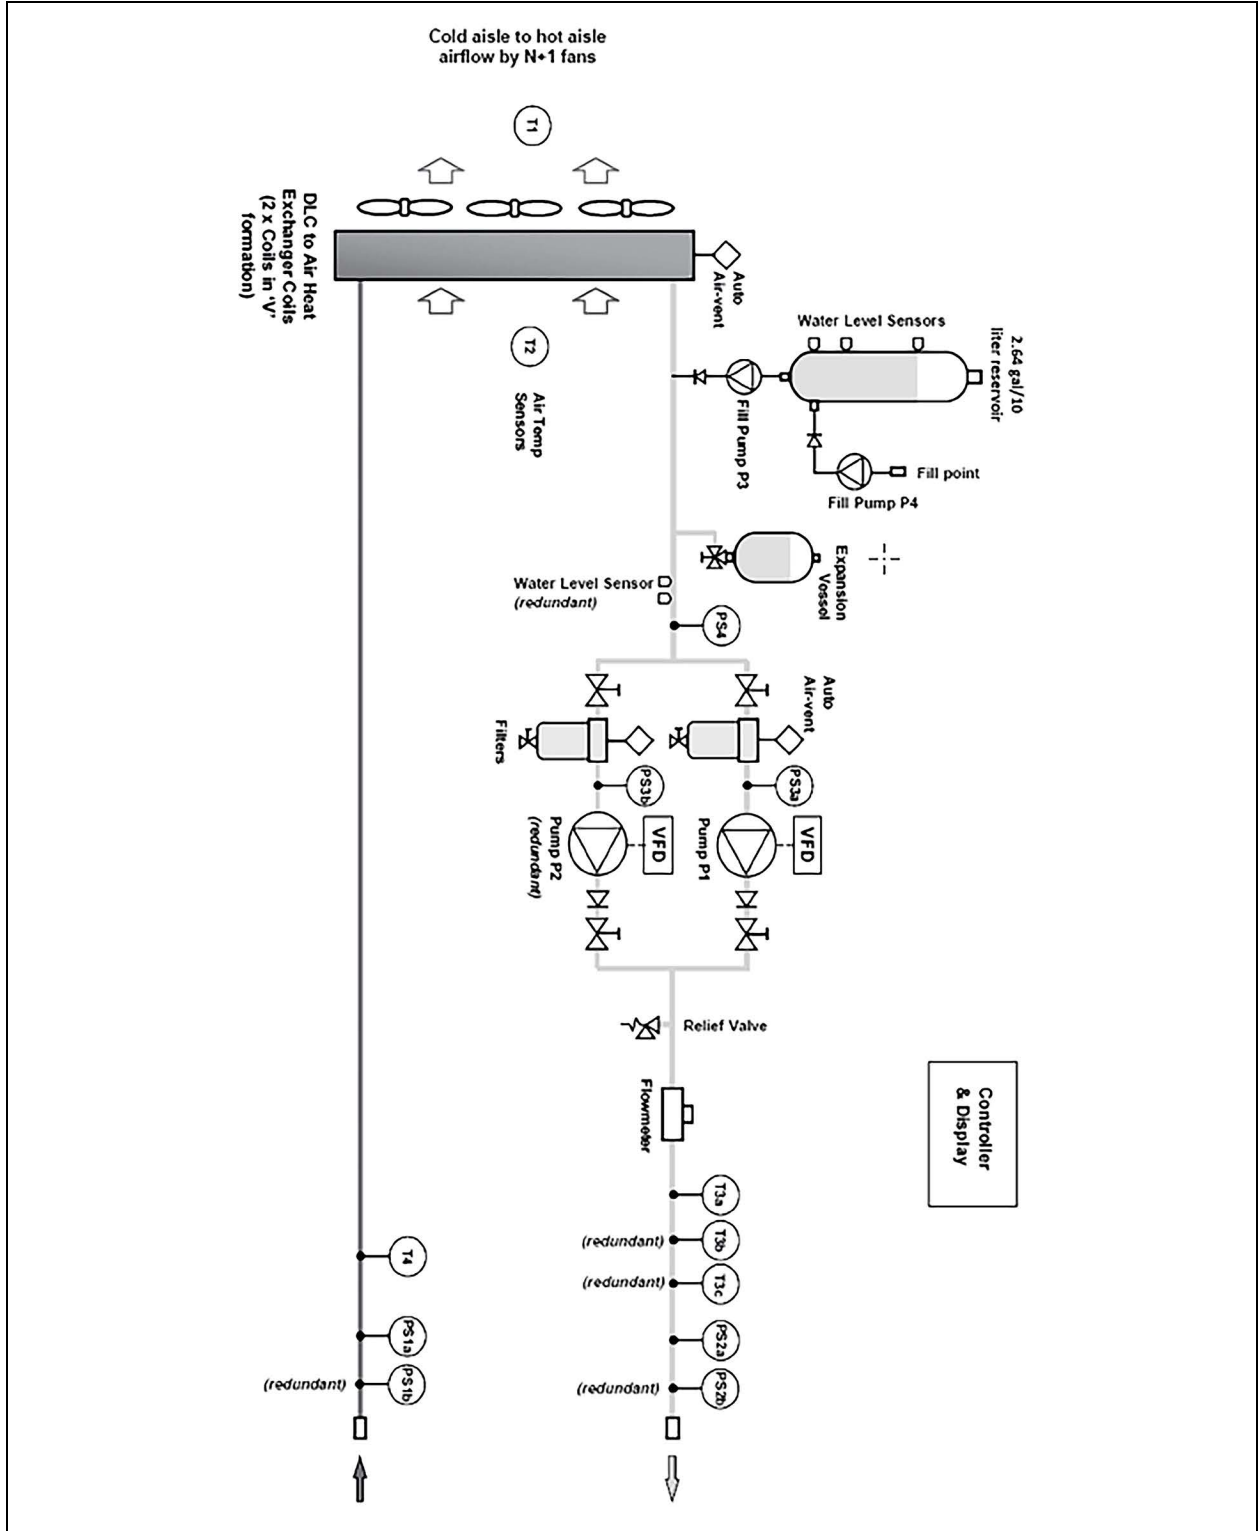 Cold aisle to hot aisle
airflow by N+1 fans
T1
DLC to Air Heat
Exchanger Coils
(2 x Coils in 'V'
formation)
Auto
Air-vent
T2
Air Temp
Sensors
Water Level Sensors
2.64 gal/10
liter reservoir
Fill Pump P3
Fill point
Fill Pump P4
Expansion
Vessel
Water Level Sensor
(redundant)
PS4
Auto
Air-vent
Filters
PS3b
PS3a
VFD
VFD
Pump P2
(redundant)
Pump P1
Relief Valve
Flowmeter
Controller
& Display
T3a
(redundant)
T3b
(redundant)
T3c
T4
PS1a
(redundant)
PS1b
PS2a
(redundant)
PS2b